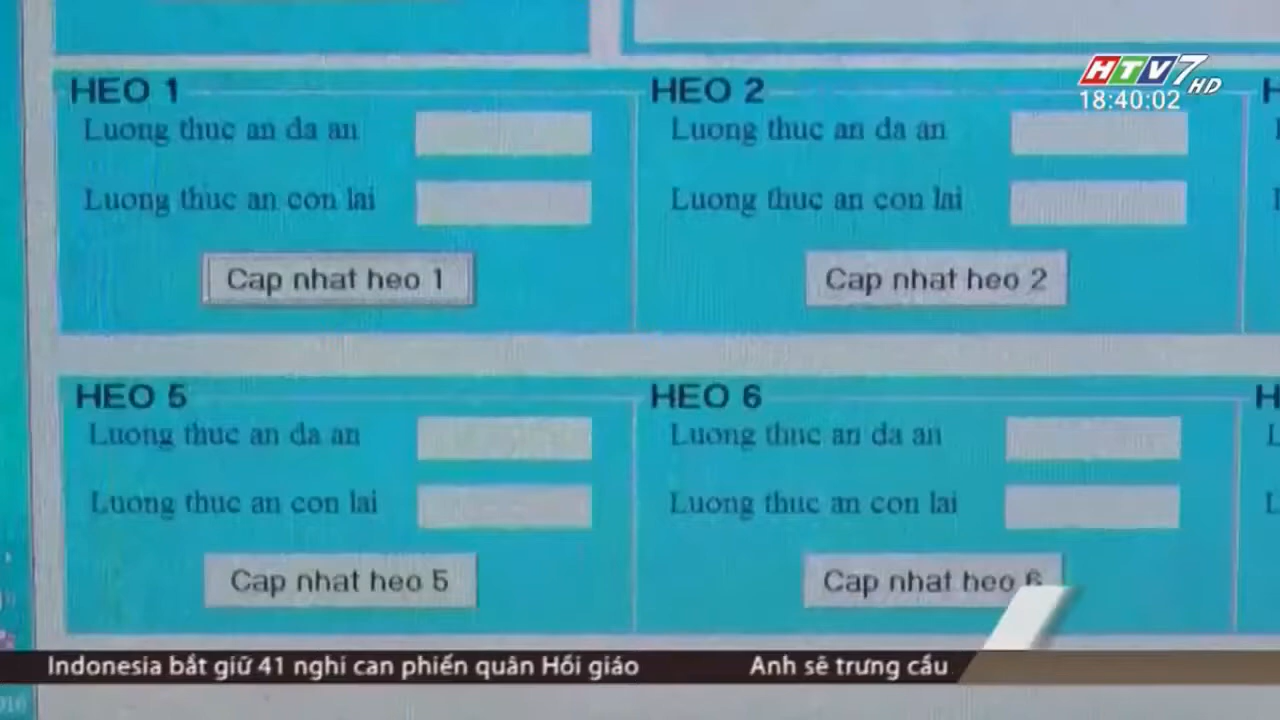 HTV7 HD
18:40:02
HEO 1
Luong thuc an da an
Luong thuc an con lai
Cap nhat heo 1
HEO 2
Luong thuc an da an
Luong thuc an con lai
Cap nhat heo 2
HEO 5
Luong thuc an da an
Luong thuc an con lai
Cap nhat heo 5
HEO 6
Luong thuc an da an
Luong thuc an con lai
Cap nhat heo 6
Indonesia bắt giữ 41 nghi can phiến quân Hồi giáo
Anh sẽ trưng cầu